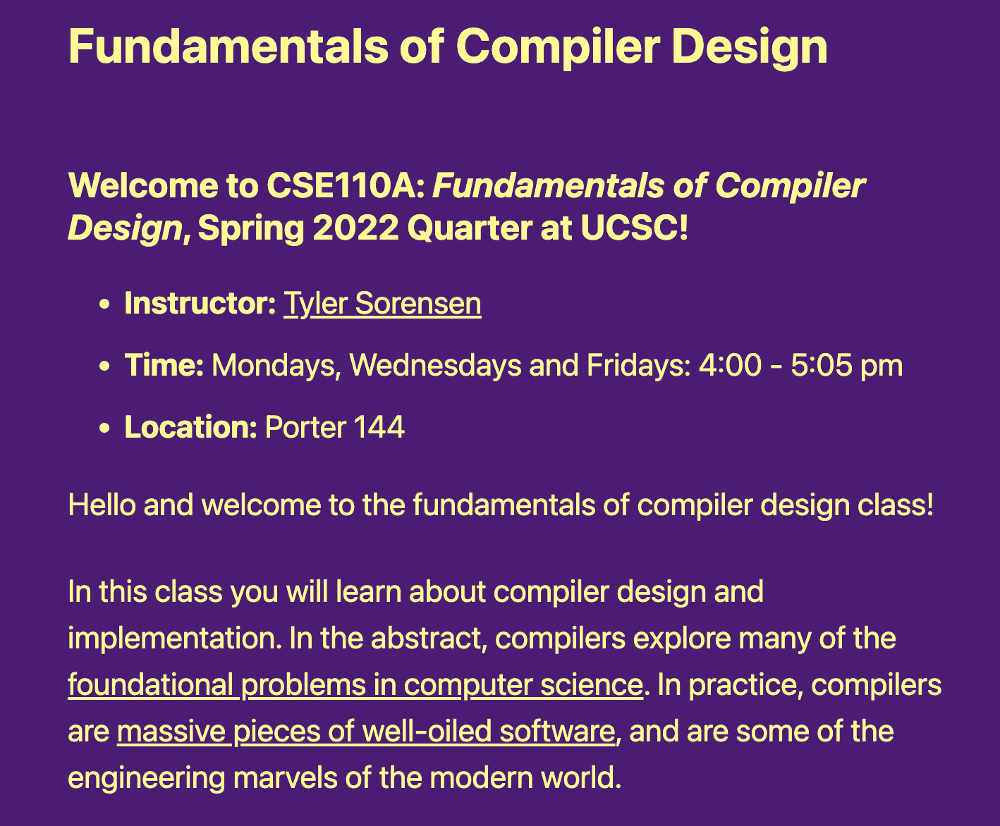 Fundamentals of Compiler Design
Welcome to CSE110A: Fundamentals of Compiler
Design, Spring 2022 Quarter at UCSC!
• Instructor: Tyler Sorensen
• Time: Mondays, Wednesdays and Fridays: 4:00 - 5:05 pm
• Location: Porter 144
Hello and welcome to the fundamentals of compiler design class!
In this class you will learn about compiler design and
implementation. In the abstract, compilers explore many of the
foundational problems in computer science. In practice, compilers
are massive pieces of well-oiled software, and are some of the
engineering marvels of the modern world.